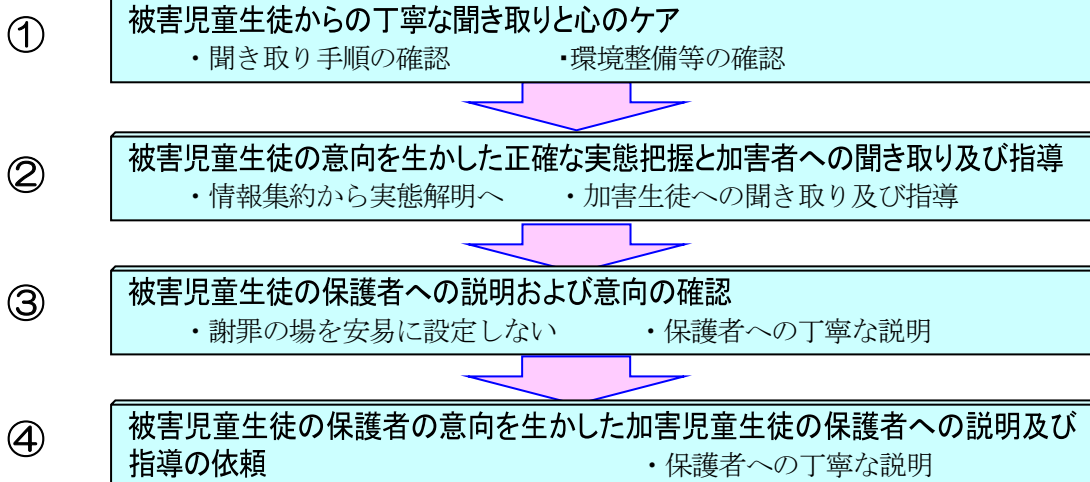 ① 被害児童生徒からの丁寧な聞き取りと心のケア
・聞き取り手順の確認　・環境整備等の確認
② 被害児童生徒の意向を生かした正確な実態把握と加害者への聞き取り及び指導
・情報集約から実態解明へ　・加害生徒への聞き取り及び指導
③ 被害児童生徒の保護者への説明および意向の確認
・謝罪の場を安易に設定しない　・保護者への丁寧な説明
④ 被害児童生徒の保護者の意向を生かした加害児童生徒の保護者への説明及び
指導の依頼　・保護者への丁寧な説明